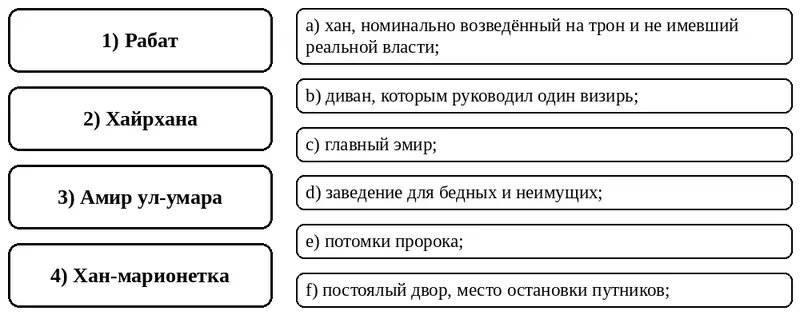 1) Рабат
2) Хайрхана
3) Амир ул-умара
4) Хан-марионетка
a) хан, номинально возведённый на трон и не имевший
реальной власти;
b) диван, которым руководил один визирь;
c) главный эмир;
d) заведение для бедных и неимущих;
e) потомки пророка;
f) постоялый двор, место остановки путников;